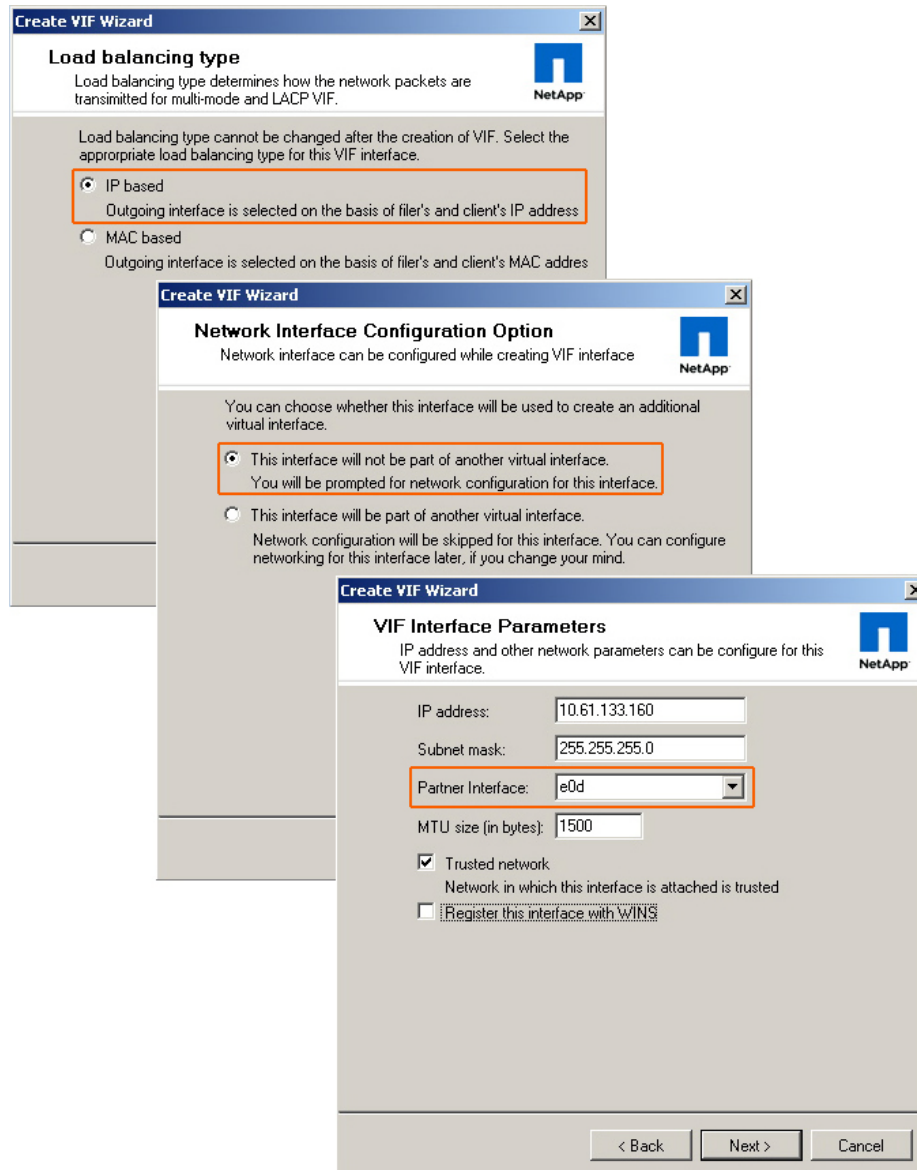 Create VIF Wizard
Load balancing type
Load balancing type determines how the network packets are
transimitted for multi-mode and LACP VIF.
NetApp
Load balancing type cannot be changed after the creation of VIF. Select the
approrpriate load balancing type for this VIF interface.
IP based
Outgoing interface is selected on the basis of filer's and client's IP address
MAC based
Outgoing interface is selected on the basis of filer's and client's MAC addres
Create VIF Wizard
Network Interface Configuration Option
Network interface can be configured while creating VIF interface
NetApp
You can choose whether this interface will be used to create an additional
virtual interface.
This interface will not be part of another virtual interface.
You will be prompted for network configuration for this interface.
This interface will be part of another virtual interface.
Network configuration will be skipped for this interface. You can configure
networking for this interface later, if you change your mind.
Create VIF Wizard
VIF Interface Parameters
IP address and other network parameters can be configure for this
VIF interface.
NetApp
IP address: 10.61.133.160
Subnet mask: 255.255.255.0
Partner Interface: e0d
MTU size (in bytes): 1500
Trusted network
Network in which this interface is attached is trusted
Register this interface with WINS
< Back Next > Cancel